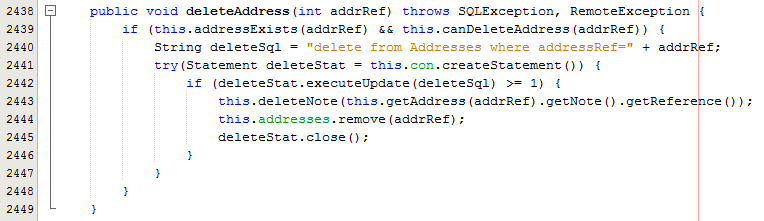 2438 public void deleteAddress(int addrRef) throws SQLException, RemoteException {
2439 if (this.addressExists(addrRef) && this.canDeleteAddress(addrRef)) {
2440 String deleteSql = "delete from Addresses where addressRef=" + addrRef;
2441 try(Statement deleteStat = this.con.createStatement()) {
2442 if (deleteStat.executeUpdate(deleteSql) >= 1) {
2443 this.deleteNote(this.getAddress(addrRef).getNote().getReference());
2444 this.addresses.remove(addrRef);
2445 deleteStat.close();
2446 }
2447 }
2448 }
2449 }